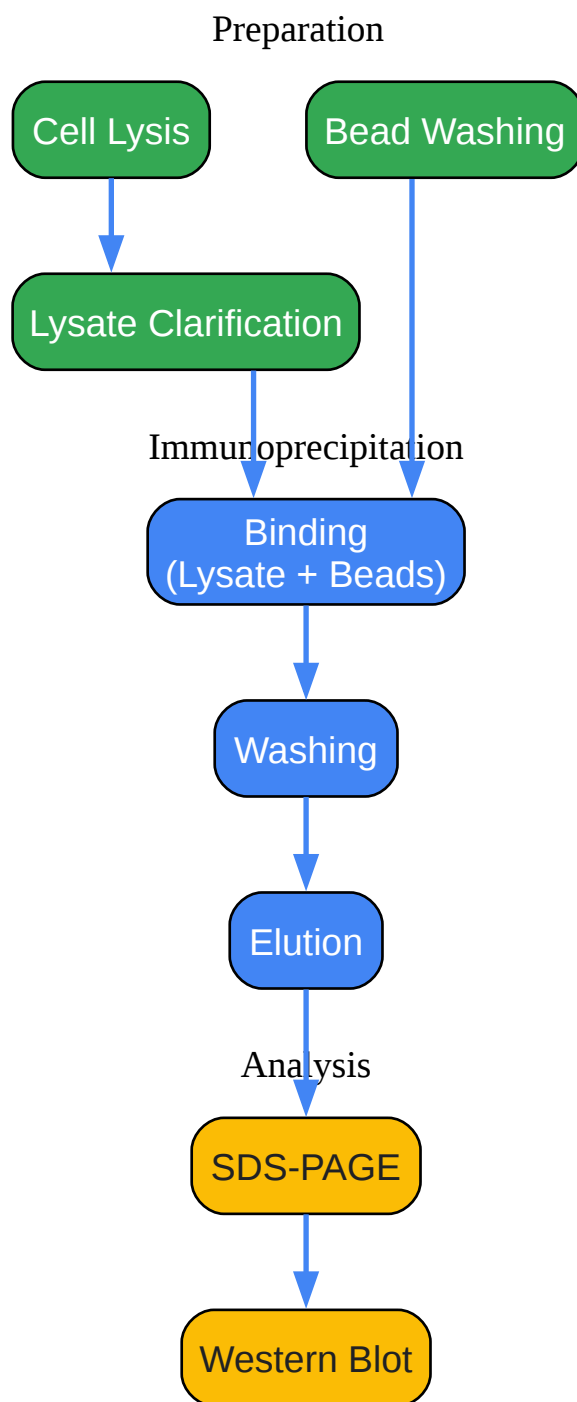 Preparation
Cell Lysis
Bead Washing
Lysate Clarification
Immunoprecipitation
Binding
(Lysate + Beads)
Washing
Elution
Analysis
SDS-PAGE
Western Blot